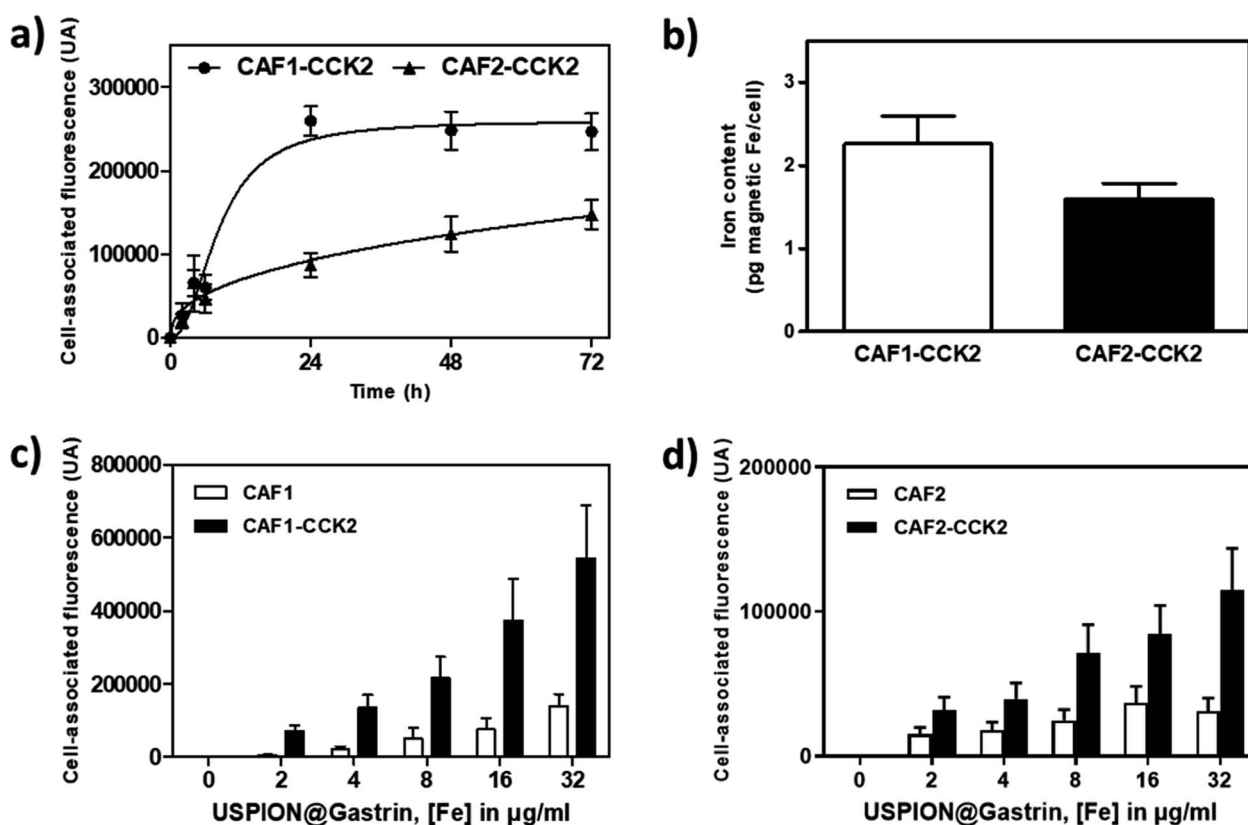 a)
Cell-associated fluorescence (UA)
CAF1-CCK2 CAF2-CCK2
300000
200000
100000
0
0 24 48 72
Time (h)
b)
Iron content
(pg magnetic Fe/cell)
3
2
1
0
CAF1-CCK2 CAF2-CCK2
c)
Cell-associated fluorescence (UA)
800000
600000
400000
200000
0
CAF1
CAF1-CCK2
0 2 4 8 16 32
USPION@Gastrin, [Fe] in µg/ml
d)
Cell-associated fluorescence (UA)
200000
100000
0
CAF2
CAF2-CCK2
0 2 4 8 16 32
USPION@Gastrin, [Fe] in µg/ml